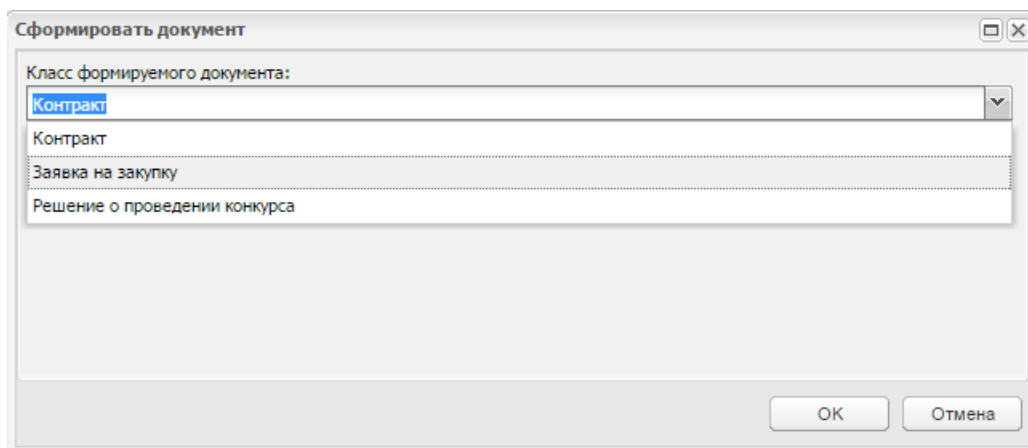 Сформировать документ
Класс формируемого документа:
Контракт
Контракт
Заявка на закупку
Решение о проведении конкурса
OK Отмена